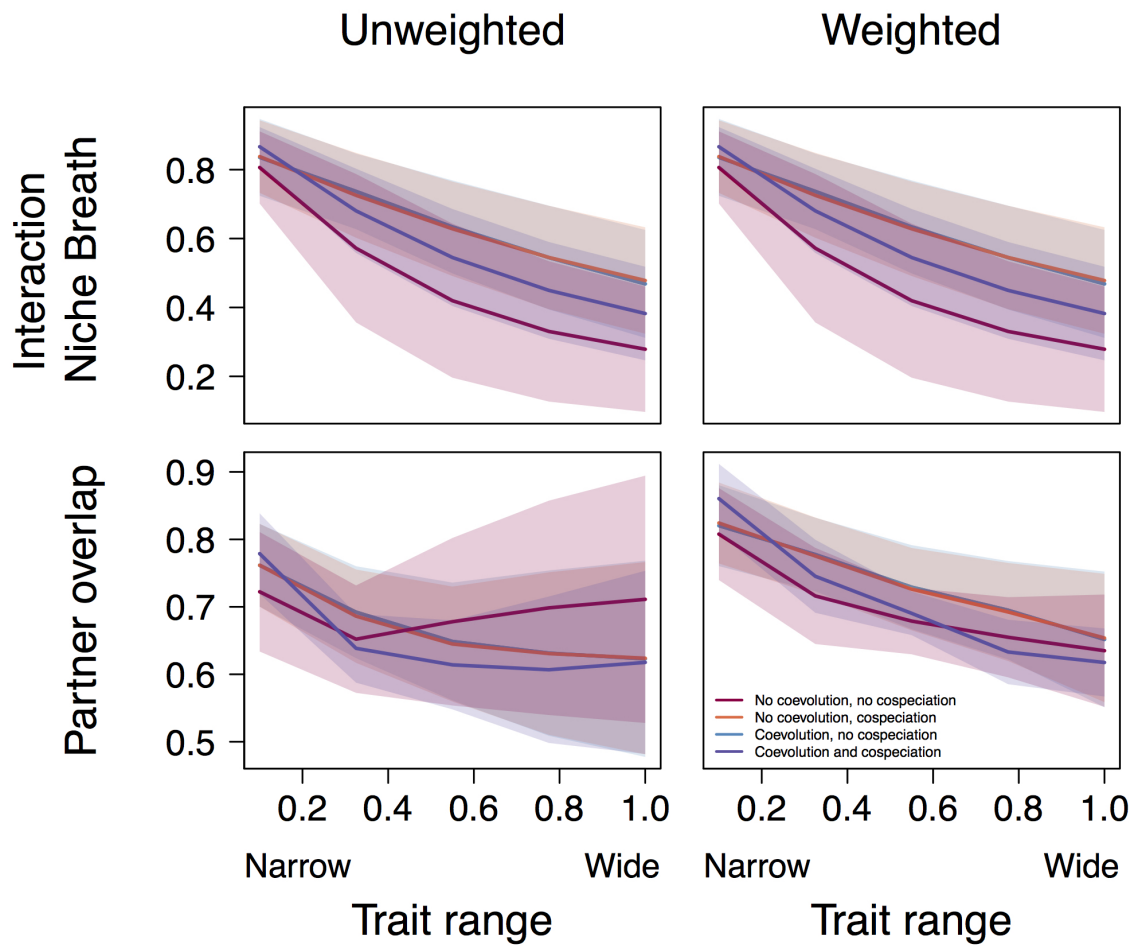 Unweighted
Weighted
Interaction
Niche Breath
0.8
0.6
0.4
0.2
Partner overlap
0.9
0.8
0.7
0.6
0.5
No coevolution, no cospeciation
No coevolution, cospeciation
Coevolution, no cospeciation
Coevolution and cospeciation
0.2 0.4 0.6 0.8 1.0
0.2 0.4 0.6 0.8 1.0
Narrow Wide
Narrow Wide
Trait range
Trait range